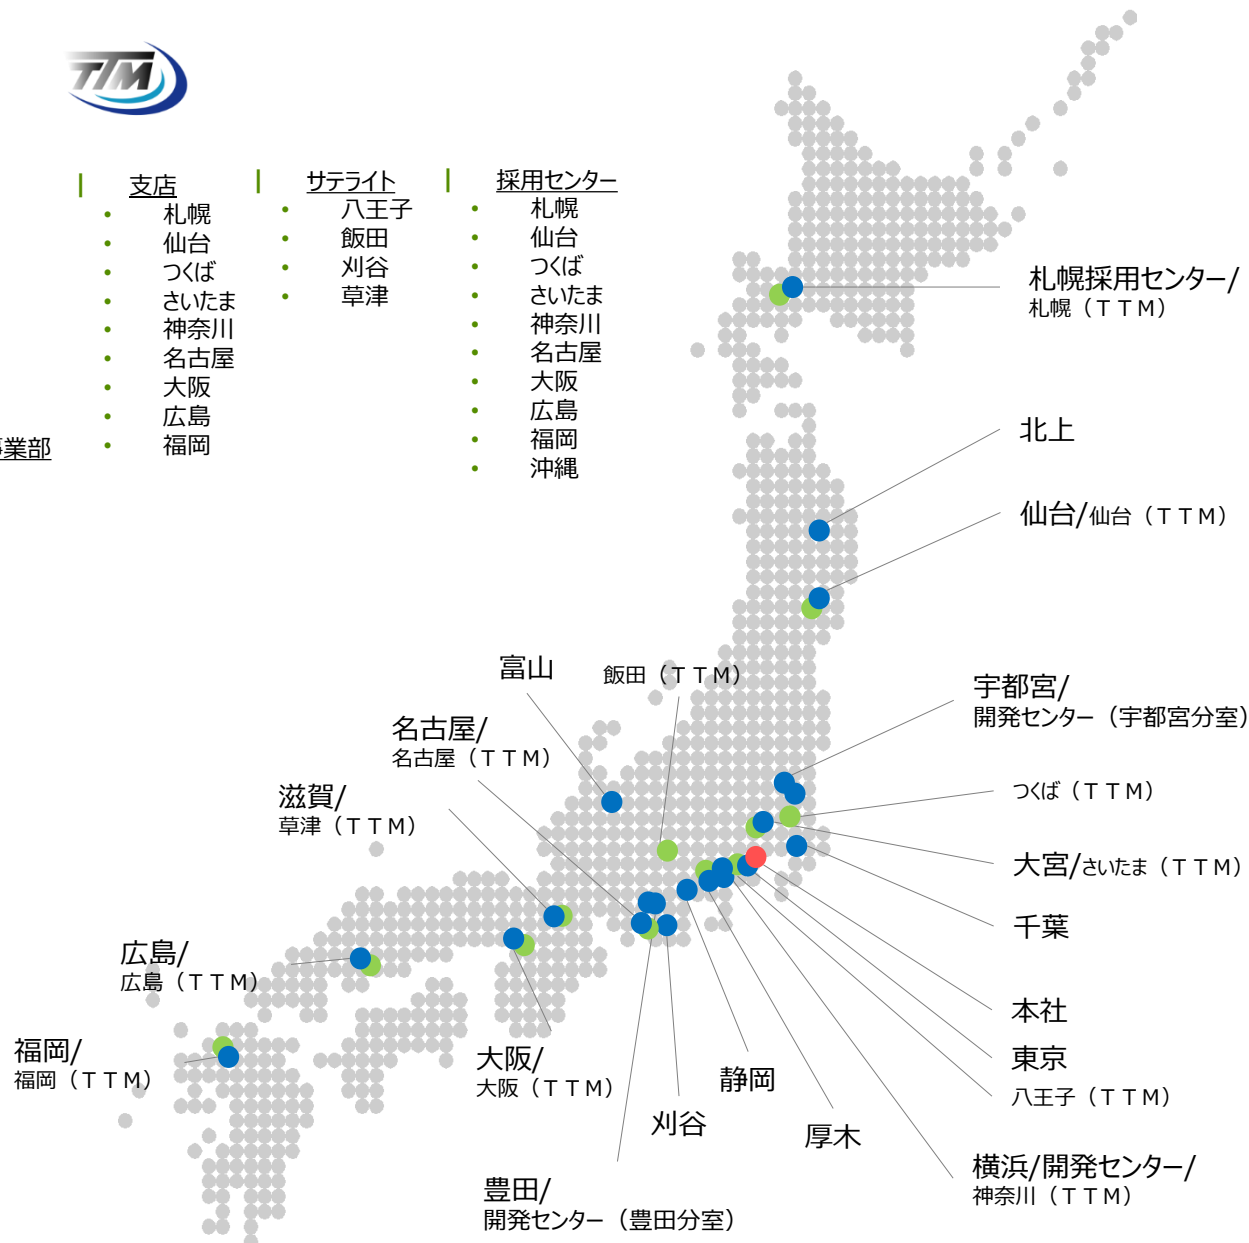 TTM
支店
• 札幌
• 仙台
• つくば
• さいたま
• 神奈川
• 名古屋
• 大阪
• 広島
• 福岡
サテライト
• 八王子
• 飯田
• 刈谷
• 草津
採用センター
• 札幌
• 仙台
• つくば
• さいたま
• 神奈川
• 名古屋
• 大阪
• 広島
• 福岡
• 沖縄
業部
札幌採用センター/
札幌（ＴＴＭ）
北上
仙台/仙台（ＴＴＭ）
富山
飯田（ＴＴＭ）
宇都宮/
開発センター（宇都宮分室）
名古屋/
名古屋（ＴＴＭ）
つくば（ＴＴＭ）
滋賀/
草津（ＴＴＭ）
大宮/さいたま（ＴＴＭ）
千葉
広島/
広島（ＴＴＭ）
本社
福岡/
福岡（ＴＴＭ）
大阪/
大阪（ＴＴＭ）
東京
静岡
八王子（ＴＴＭ）
刈谷
厚木
横浜/開発センター/
神奈川（ＴＴＭ）
豊田/
開発センター（豊田分室）